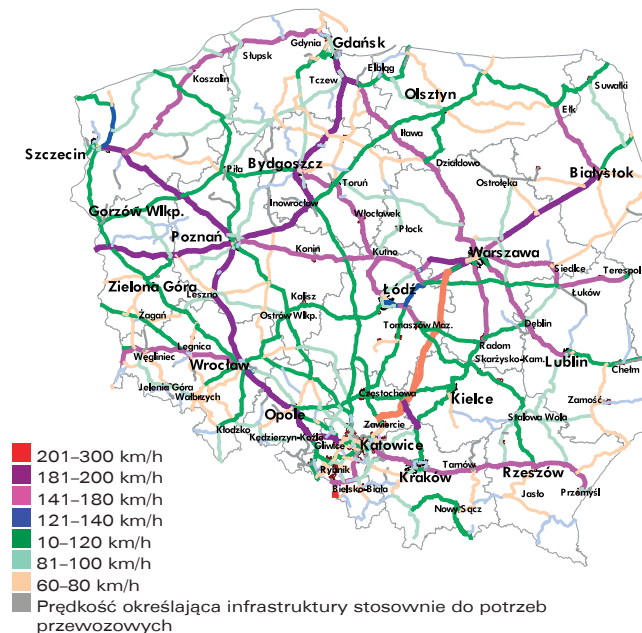 Słupsk
Gdynia
Gdańsk
Koszalin
Tczew
Elbląg
Olsztyn
Suwałki
Ełk
Szczecin
Iława
Piła
Bydgoszcz
Działdowo
Ostrołęka
Białystok
Toruń
Inowrocław
Gorzów Wlkp.
Włocławek
Płock
Poznań
Konin
Kutno
Warszawa
Siedlce
Terespol
Zielona Góra
Leszno
Kalisz
Łódź
Łuków
Żagań
Ostrów Wlkp.
Tomaszów Maz.
Dęblin
Legnica
Węgliniec
Wrocław
Radom
Skarżysko-Kam.
Lublin
Chełm
Jelenia Góra
Wałbrzych
Częstochowa
Kielce
Zamość
Opole
Stalowa Wola
Kłodzko
Kędzierzyn-Koźle
Zawiercie
Gliwice
Katowice
Rybnik
Kraków
Tarnów
Rzeszów
Bielsko-Biała
Jasło
Przemyśl
Nowy Sącz
201–300 km/h
181–200 km/h
141–180 km/h
121–140 km/h
10–120 km/h
81–100 km/h
60–80 km/h
Prędkość określająca infrastruktury stosownie do potrzeb
przewozowych